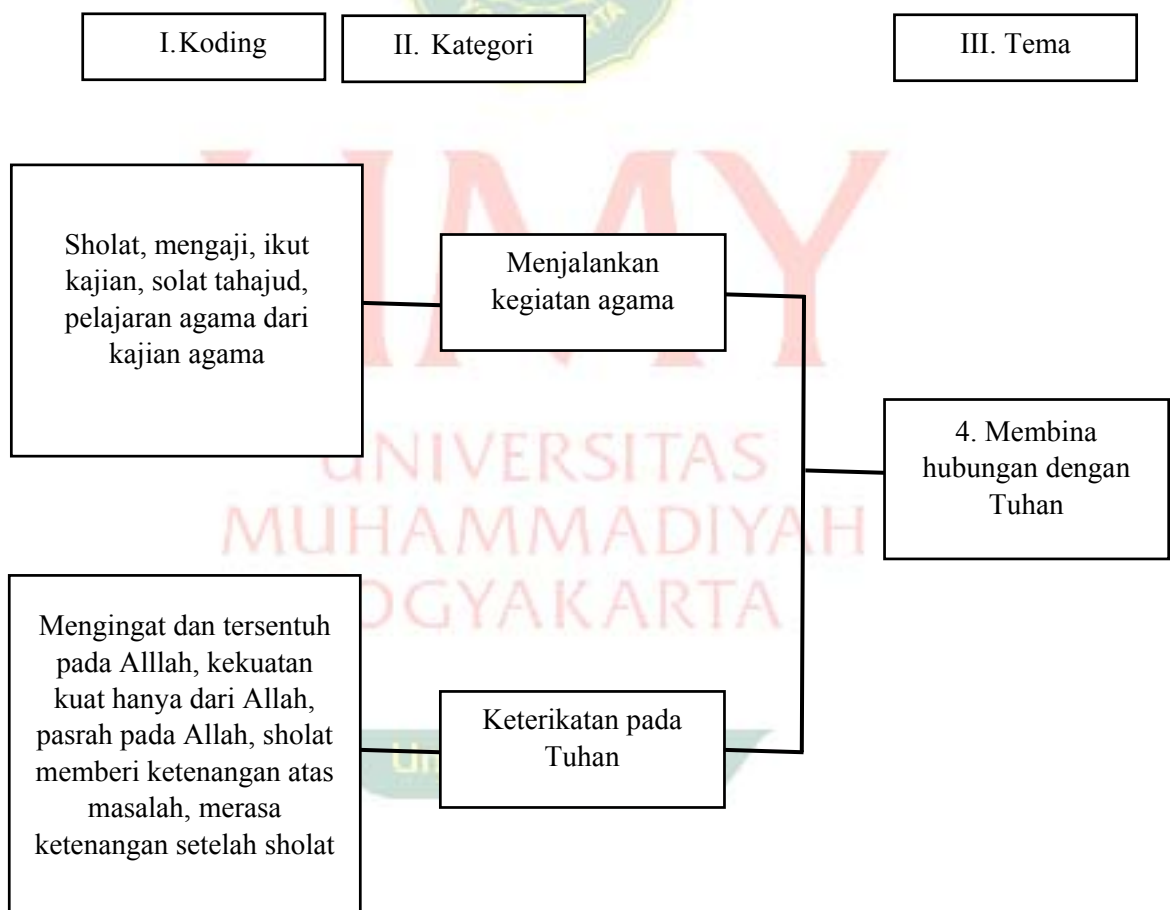 I.Koding
II. Kategori
III. Tema
Sholat, mengaji, ikut
kajian, solat tahajud,
pelajaran agama dari
kajian agama
Menjalankan
kegiatan agama
4. Membina
hubungan dengan
Tuhan
Mengingat dan tersentuh
pada Alllah, kekuatan
kuat hanya dari Allah,
pasrah pada Allah, sholat
memberi ketenangan atas
masalah, merasa
ketenangan setelah sholat
Keterikatan pada
Tuhan
UMY
UNIVERSITAS
MUHAMMADIYAH
YOGYAKARTA